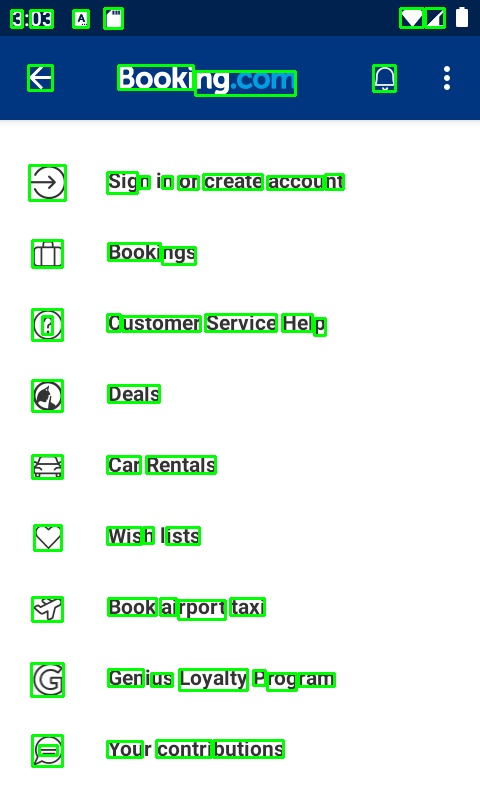 3:03
Booking.com
Sign in or create account
Bookings
Customer Service Help
Deals
Car Rentals
Wish lists
Book airport taxi
Genius Loyalty Program
Your contributions